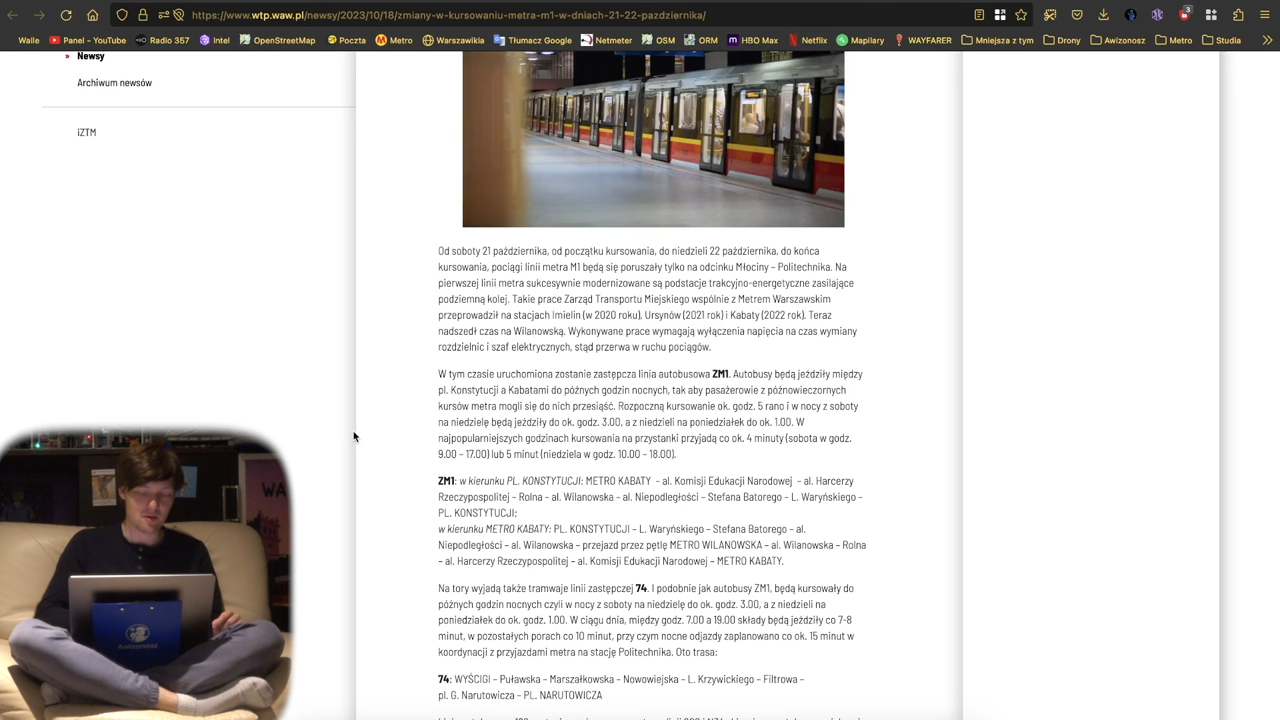 https://www.wtp.waw.pl/newsy/2023/10/18/zmiany-w-kursowaniu-metra-m1-w-dniach-21-22-pazdziernika/
3
Walle Panel - YouTube Radio 357 Intel OpenStreetMap Poczta Metro Warszawikia Tłumacz Google Netmeter OSM ORM HBO Max Netflix Mapilary WAYFARER Mniejsza z tym Drony Awizonosz Metro Studia
» Newsy
Archiwum newsów
iZTM
Od soboty 21 października, od początku kursowania, do niedzieli 22 października, do końca
kursowania, pociągi linii metra M1 będą się poruszały tylko na odcinku Młociny – Politechnika. Na
pierwszej linii metra sukcesywnie modernizowane są podstacje trakcyjno-energetyczne zasilające
podziemną kolej. Takie prace Zarząd Transportu Miejskiego wspólnie z Metrem Warszawskim
przeprowadził na stacjach Imielin (w 2020 roku), Ursynów (2021 rok) i Kabaty (2022 rok). Teraz
nadszedł czas na Wilanowską. Wykonywane prace wymagają wyłączenia napięcia na czas wymiany
rozdzielnic i szaf elektrycznych, stąd przerwa w ruchu pociągów.
W tym czasie uruchomiona zostanie zastępcza linia autobusowa ZM1. Autobusy będą jeździły między
pl. Konstytucji a Kabatami do późnych godzin nocnych, tak aby pasażerowie z późnowieczornych
kursów metra mogli się do nich przesiąść. Rozpoczną kursowanie ok. godz. 5 rano i w nocy z soboty
na niedzielę będą jeździły do ok. godz. 3.00, a z niedzieli na poniedziałek do ok. 1.00. W
najpopularniejszych godzinach kursowania na przystanki przyjadą co ok. 4 minuty (sobota w godz.
9.00 – 17.00) lub 5 minut (niedziela w godz. 10.00 – 18.00).
ZM1: w kierunku PL. KONSTYTUCJI: METRO KABATY – al. Komisji Edukacji Narodowej – al. Harcerzy
Rzeczypospolitej – Rolna – al. Wilanowska – al. Niepodległości – Stefana Batorego – L. Waryńskiego –
PL. KONSTYTUCJI;
w kierunku METRO KABATY: PL. KONSTYTUCJI – L. Waryńskiego – Stefana Batorego – al.
Niepodległości – al. Wilanowska – przejazd przez pętlę METRO WILANOWSKA – al. Wilanowska – Rolna
– al. Harcerzy Rzeczypospolitej – al. Komisji Edukacji Narodowej – METRO KABATY.
Na tory wyjadą także tramwaje linii zastępczej 74. I podobnie jak autobusy ZM1, będą kursowały do
późnych godzin nocnych czyli w nocy z soboty na niedzielę do ok. godz. 3.00, a z niedzieli na
poniedziałek do ok. godz. 1.00. W ciągu dnia, między godz. 7.00 a 19.00 składy będą jeździły co 7-8
minut, w pozostałych porach co 10 minut, przy czym nocne odjazdy zaplanowano co ok. 15 minut w
koordynacji z przyjazdami metra na stację Politechnika. Oto trasa:
74: WYŚCIGI – Puławska – Marszałkowska – Nowowiejska – L. Krzywickiego – Filtrowa –
pl. G. Narutowicza – PL. NARUTOWICZA
Awizonosz
WA